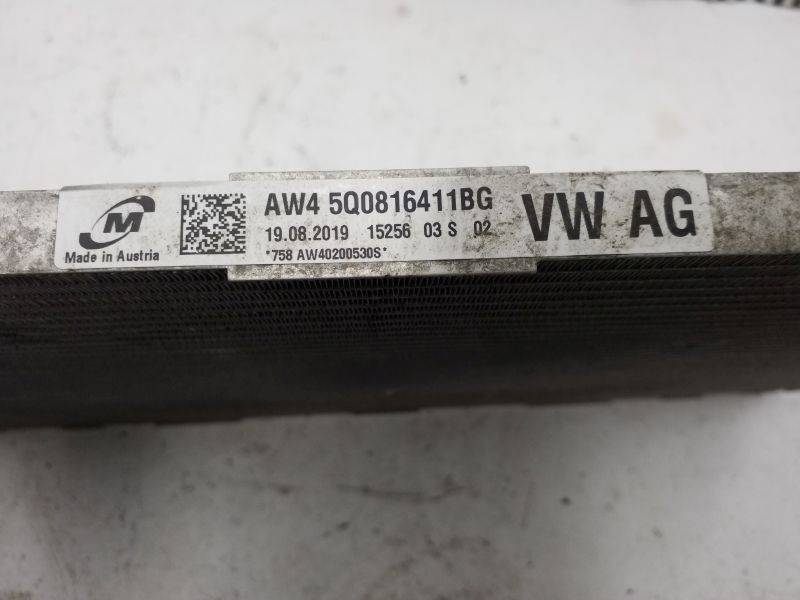 M
Made in Austria
AW4 5Q0816411BG
19.08.2019 15256 03 S 02
*758 AW40200530S*
VW AG